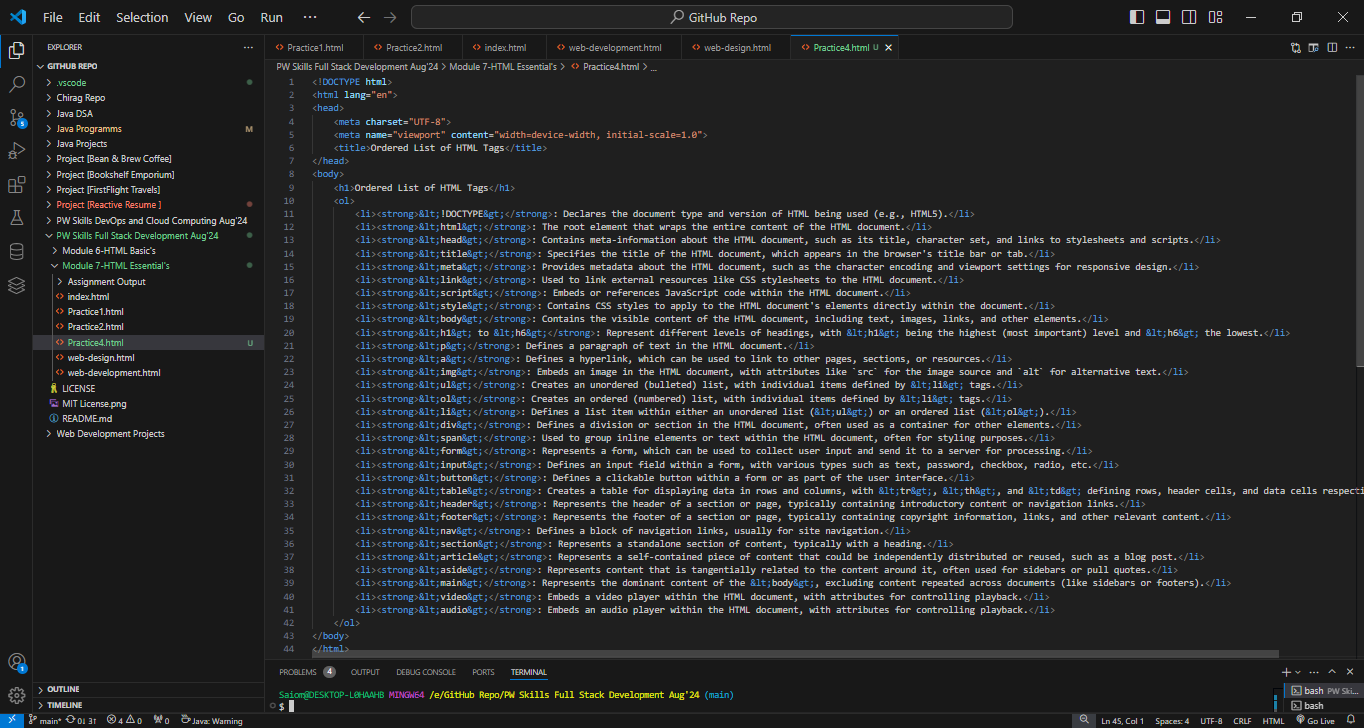 File Edit Selection View Go Run ···
GitHub Repo
EXPLORER
GITHUB REPO
.vscode
Chirag Repo
Java DSA
Java Programms M
Java Projects
Project [Bean & Brew Coffee]
Project [Bookshelf Emporium]
Project [FirstFlight Travels]
Project [Reactive Resume ]
PW Skills DevOps and Cloud Computing Aug'24
PW Skills Full Stack Development Aug'24
Module 6-HTML Basic's
Module 7-HTML Essential's
Assignment Output
index.html
Practice1.html
Practice2.html
Practice4.html U
web-design.html
web-development.html
LICENSE
MIT License.png
README.md
Web Development Projects
OUTLINE
TIMELINE
Practice1.html Practice2.html index.html web-development.html web-design.html Practice4.html U
PW Skills Full Stack Development Aug'24 > Module 7-HTML Essential's > Practice4.html > ...
1 <!DOCTYPE html>
2 <html lang="en">
3 <head>
4 <meta charset="UTF-8">
5 <meta name="viewport" content="width=device-width, initial-scale=1.0">
6 <title>Ordered List of HTML Tags</title>
7 </head>
8 <body>
9 <h1>Ordered List of HTML Tags</h1>
10 <ol>
11 <li><strong>&lt;!DOCTYPE&gt;</strong>: Declares the document type and version of HTML being used (e.g., HTML5).</li>
12 <li><strong>&lt;html&gt;</strong>: The root element that wraps the entire content of the HTML document.</li>
13 <li><strong>&lt;head&gt;</strong>: Contains meta-information about the HTML document, such as its title, character set, and links to stylesheets and scripts.</li>
14 <li><strong>&lt;title&gt;</strong>: Specifies the title of the HTML document, which appears in the browser's title bar or tab.</li>
15 <li><strong>&lt;meta&gt;</strong>: Provides metadata about the HTML document, such as the character encoding and viewport settings for responsive design.</li>
16 <li><strong>&lt;link&gt;</strong>: Used to link external resources like CSS stylesheets to the HTML document.</li>
17 <li><strong>&lt;script&gt;</strong>: Embeds or references JavaScript code within the HTML document.</li>
18 <li><strong>&lt;style&gt;</strong>: Contains CSS styles to apply to the HTML document's elements directly within the document.</li>
19 <li><strong>&lt;body&gt;</strong>: Contains the visible content of the HTML document, including text, images, links, and other elements.</li>
20 <li><strong>&lt;h1&gt; to &lt;h6&gt;</strong>: Represent different levels of headings, with &lt;h1&gt; being the highest (most important) level and &lt;h6&gt; the lowest.</li>
21 <li><strong>&lt;p&gt;</strong>: Defines a paragraph of text in the HTML document.</li>
22 <li><strong>&lt;a&gt;</strong>: Defines a hyperlink, which can be used to link to other pages, sections, or resources.</li>
23 <li><strong>&lt;img&gt;</strong>: Embeds an image in the HTML document, with attributes like `src` for the image source and `alt` for alternative text.</li>
24 <li><strong>&lt;ul&gt;</strong>: Creates an unordered (bulleted) list, with individual items defined by &lt;li&gt; tags.</li>
25 <li><strong>&lt;ol&gt;</strong>: Creates an ordered (numbered) list, with individual items defined by &lt;li&gt; tags.</li>
26 <li><strong>&lt;li&gt;</strong>: Defines a list item within either an unordered list (&lt;ul&gt;) or an ordered list (&lt;ol&gt;).</li>
27 <li><strong>&lt;div&gt;</strong>: Defines a division or section in the HTML document, often used as a container for other elements.</li>
28 <li><strong>&lt;span&gt;</strong>: Used to group inline elements or text within the HTML document, often for styling purposes.</li>
29 <li><strong>&lt;form&gt;</strong>: Represents a form, which can be used to collect user input and send it to a server for processing.</li>
30 <li><strong>&lt;input&gt;</strong>: Defines an input field within a form, with various types such as text, password, checkbox, radio, etc.</li>
31 <li><strong>&lt;button&gt;</strong>: Defines a clickable button within a form or as part of the user interface.</li>
32 <li><strong>&lt;table&gt;</strong>: Creates a table for displaying data in rows and columns, with &lt;tr&gt;, &lt;th&gt;, and &lt;td&gt; defining rows, header cells, and data cells respecti
33 <li><strong>&lt;header&gt;</strong>: Represents the header of a section or page, typically containing introductory content or navigation links.</li>
34 <li><strong>&lt;footer&gt;</strong>: Represents the footer of a section or page, typically containing copyright information, links, and other relevant content.</li>
35 <li><strong>&lt;nav&gt;</strong>: Defines a block of navigation links, usually for site navigation.</li>
36 <li><strong>&lt;section&gt;</strong>: Represents a standalone section of content, typically with a heading.</li>
37 <li><strong>&lt;article&gt;</strong>: Represents a self-contained piece of content that could be independently distributed or reused, such as a blog post.</li>
38 <li><strong>&lt;aside&gt;</strong>: Represents content that is tangentially related to the content around it, often used for sidebars or pull quotes.</li>
39 <li><strong>&lt;main&gt;</strong>: Represents the dominant content of the &lt;body&gt;, excluding content repeated across documents (like sidebars or footers).</li>
40 <li><strong>&lt;video&gt;</strong>: Embeds a video player within the HTML document, with attributes for controlling playback.</li>
41 <li><strong>&lt;audio&gt;</strong>: Embeds an audio player within the HTML document, with attributes for controlling playback.</li>
42 </ol>
43 </body>
44 </html>
PROBLEMS 4 OUTPUT DEBUG CONSOLE PORTS TERMINAL
Saiom@DESKTOP-L0HAAHB MINGW64 /e/GitHub Repo/PW Skills Full Stack Development Aug'24 (main)
$
bash PW Ski...
bash
main* 0↓ 3↑ 4 0 0 Java: Warning
Ln 45, Col 1 Spaces: 4 UTF-8 CRLF HTML Go Live